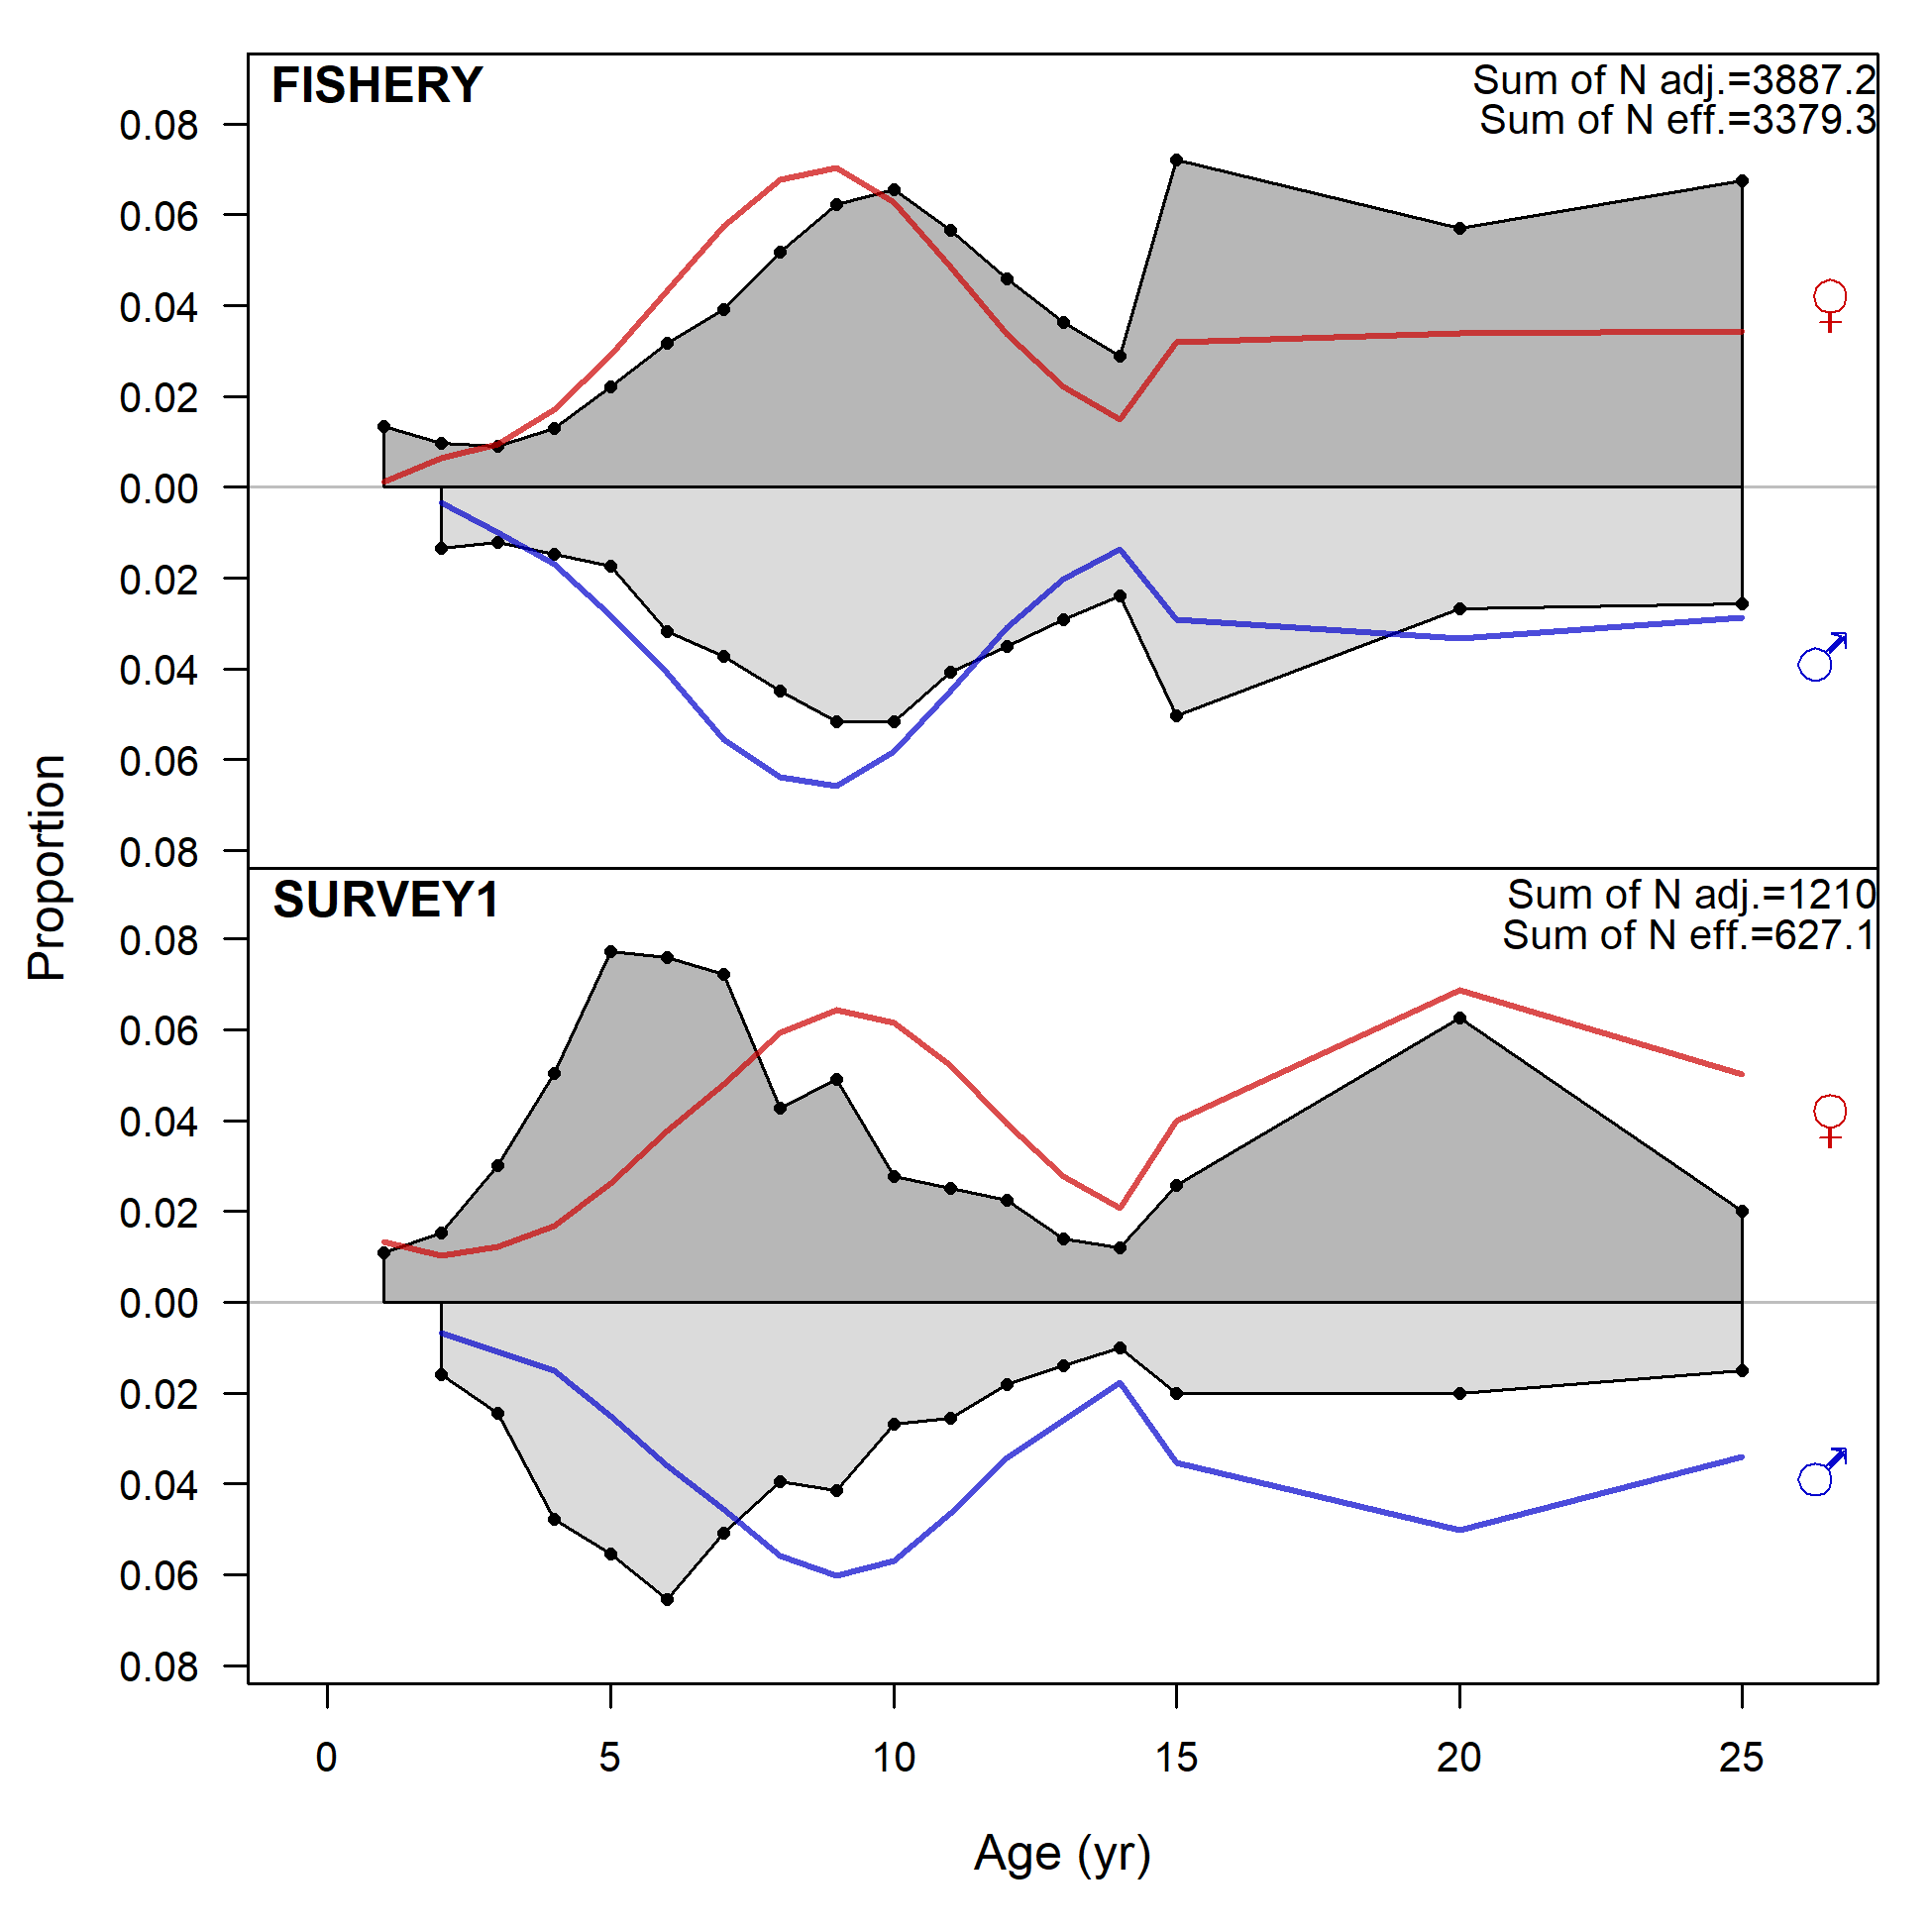 FISHERY
Sum of N adj.=3887.2
Sum of N eff.=3379.3
0.08
0.06
0.04
0.02
0.00
0.02
0.04
0.06
0.08
♀
♂
Proportion
SURVEY1
Sum of N adj.=1210
Sum of N eff.=627.1
0.08
0.06
0.04
0.02
0.00
0.02
0.04
0.06
0.08
♀
♂
0 5 10 15 20 25
Age (yr)